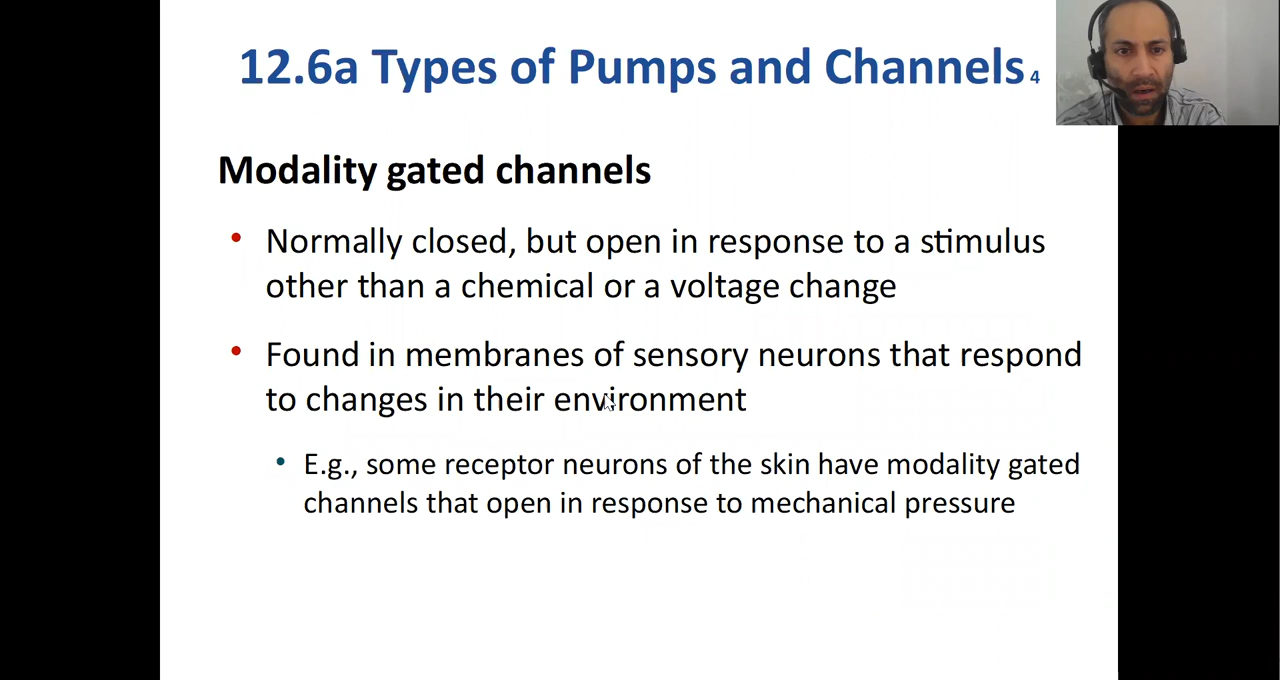 12.6a Types of Pumps and Channels 4
Modality gated channels
• Normally closed, but open in response to a stimulus
other than a chemical or a voltage change
• Found in membranes of sensory neurons that respond
to changes in their environment
• E.g., some receptor neurons of the skin have modality gated
channels that open in response to mechanical pressure